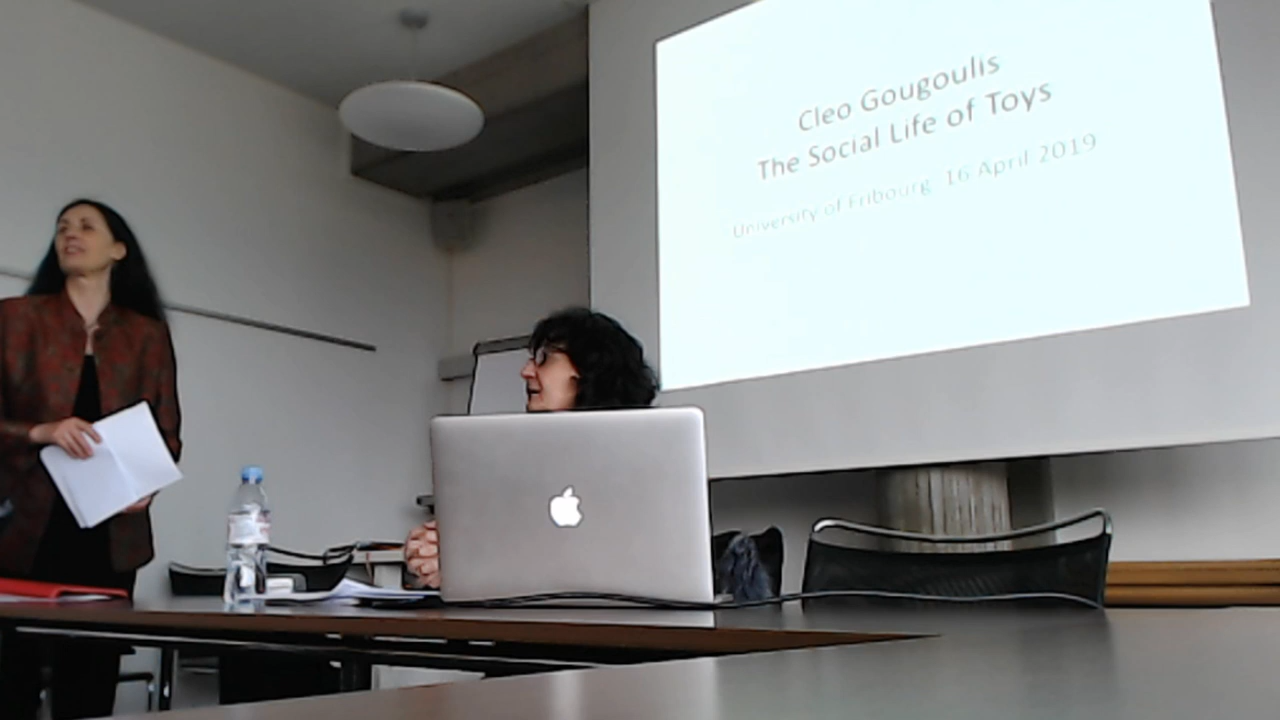 Cleo Gougoulis
The Social Life of Toys
University of Fribourg 16 April 2019